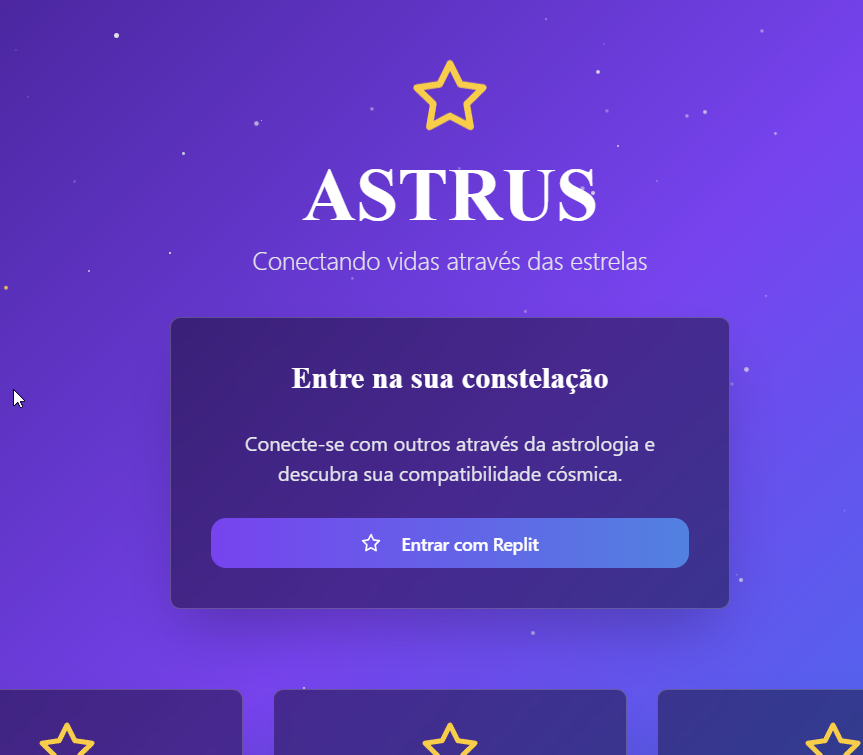 ASTRUS
Conectando vidas através das estrelas
Entre na sua constelação
Conecte-se com outros através da astrologia e
descubra sua compatibilidade cósmica.
Entrar com Replit